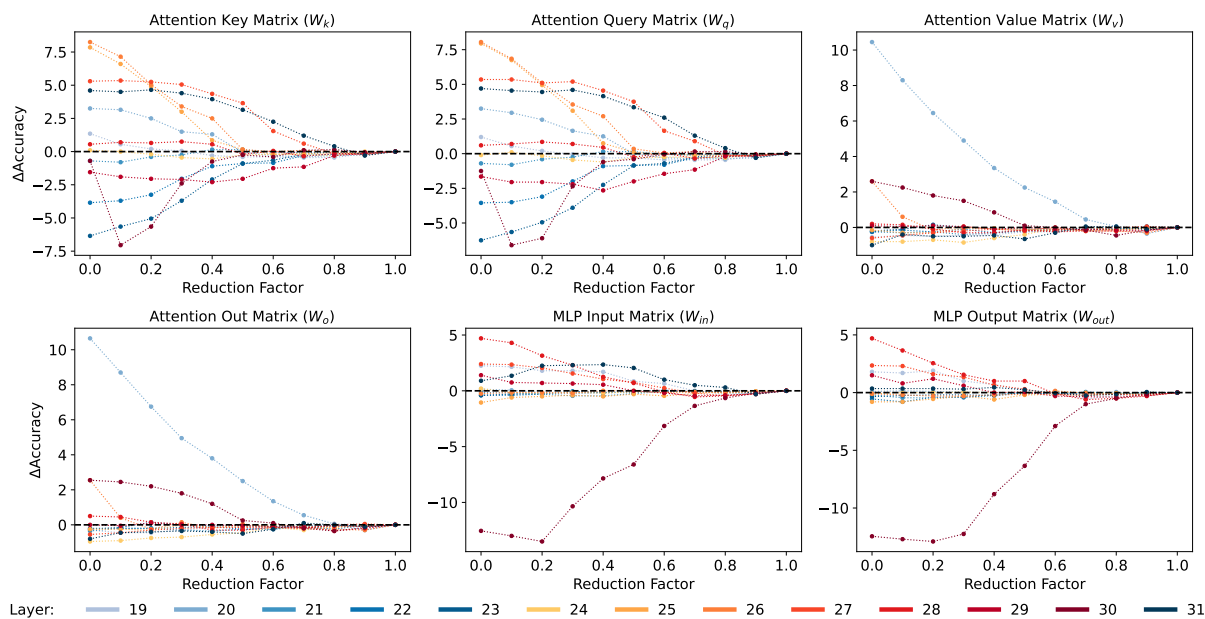 Attention Key Matrix (W_k)
Attention Query Matrix (W_q)
Attention Value Matrix (W_v)
ΔAccuracy
7.5
5.0
2.5
0.0
−2.5
−5.0
−7.5
0.0 0.2 0.4 0.6 0.8 1.0
Reduction Factor
7.5
5.0
2.5
0.0
−2.5
−5.0
0.0 0.2 0.4 0.6 0.8 1.0
Reduction Factor
10
8
6
4
2
0
0.0 0.2 0.4 0.6 0.8 1.0
Reduction Factor
Attention Out Matrix (W_o)
MLP Input Matrix (W_in)
MLP Output Matrix (W_out)
ΔAccuracy
10
8
6
4
2
0
0.0 0.2 0.4 0.6 0.8 1.0
Reduction Factor
5
0
−5
−10
0.0 0.2 0.4 0.6 0.8 1.0
Reduction Factor
5
0
−5
−10
0.0 0.2 0.4 0.6 0.8 1.0
Reduction Factor
Layer: 19 20 21 22 23 24 25 26 27 28 29 30 31